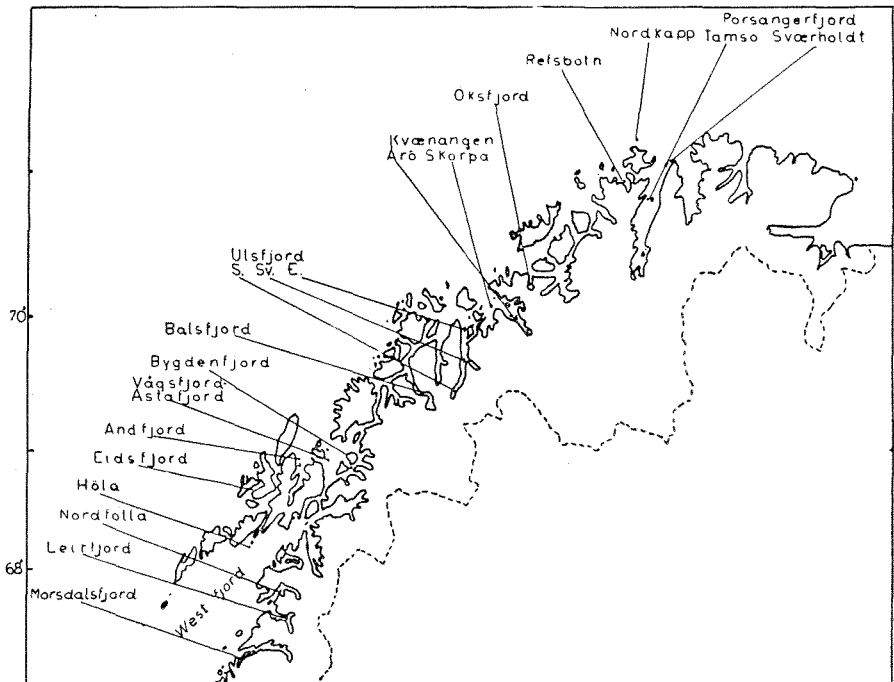 Porsangerfjord
Nordkapp Tamsö Sværholdt
Refsbotn
Oksfjord
Kvænangen
Arö Skorpa
Ulsfjord
S. Sv. E.
70°
Balsfjord
Bygdenfjord
Vågsfjord-
Astafjord
Andfjord
Eidsfjord
Höla
Nordfolla
Leirfjord
68
Morsdalsfjord
West fjord